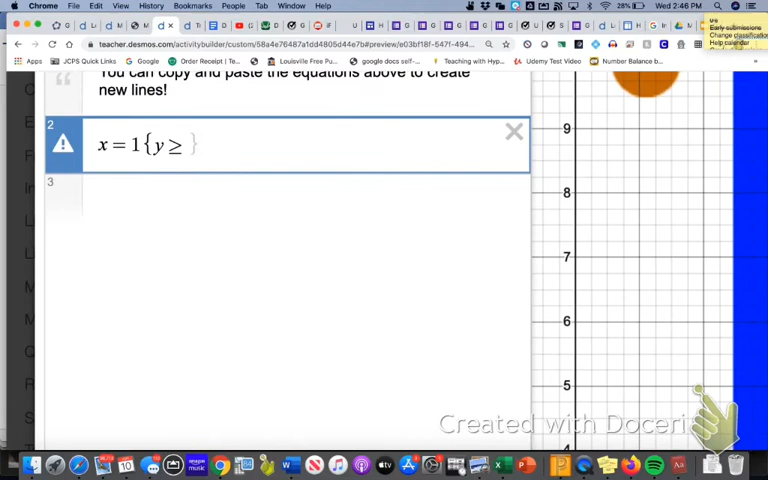 Chrome File Edit View History Bookmarks People Tab Window Help 28% Wed 2:46 PM
Early submissions
Change classification
Help calendar
teacher.desmos.com/activitybuilder/custom/58a4e76487a1dd4805d44e7b#preview/e03bf18f-547f-494...
Apps JCPS Quick Links Google Order Receipt | Be... Louisville Free Pu... google docs self-... Teaching with Hyp... Udemy Test Video Number Balance b...
You can copy and paste the equations above to create
new lines!
2
x = 1{y ≥ }
3
9
8
7
6
5
4
Created with Doceri